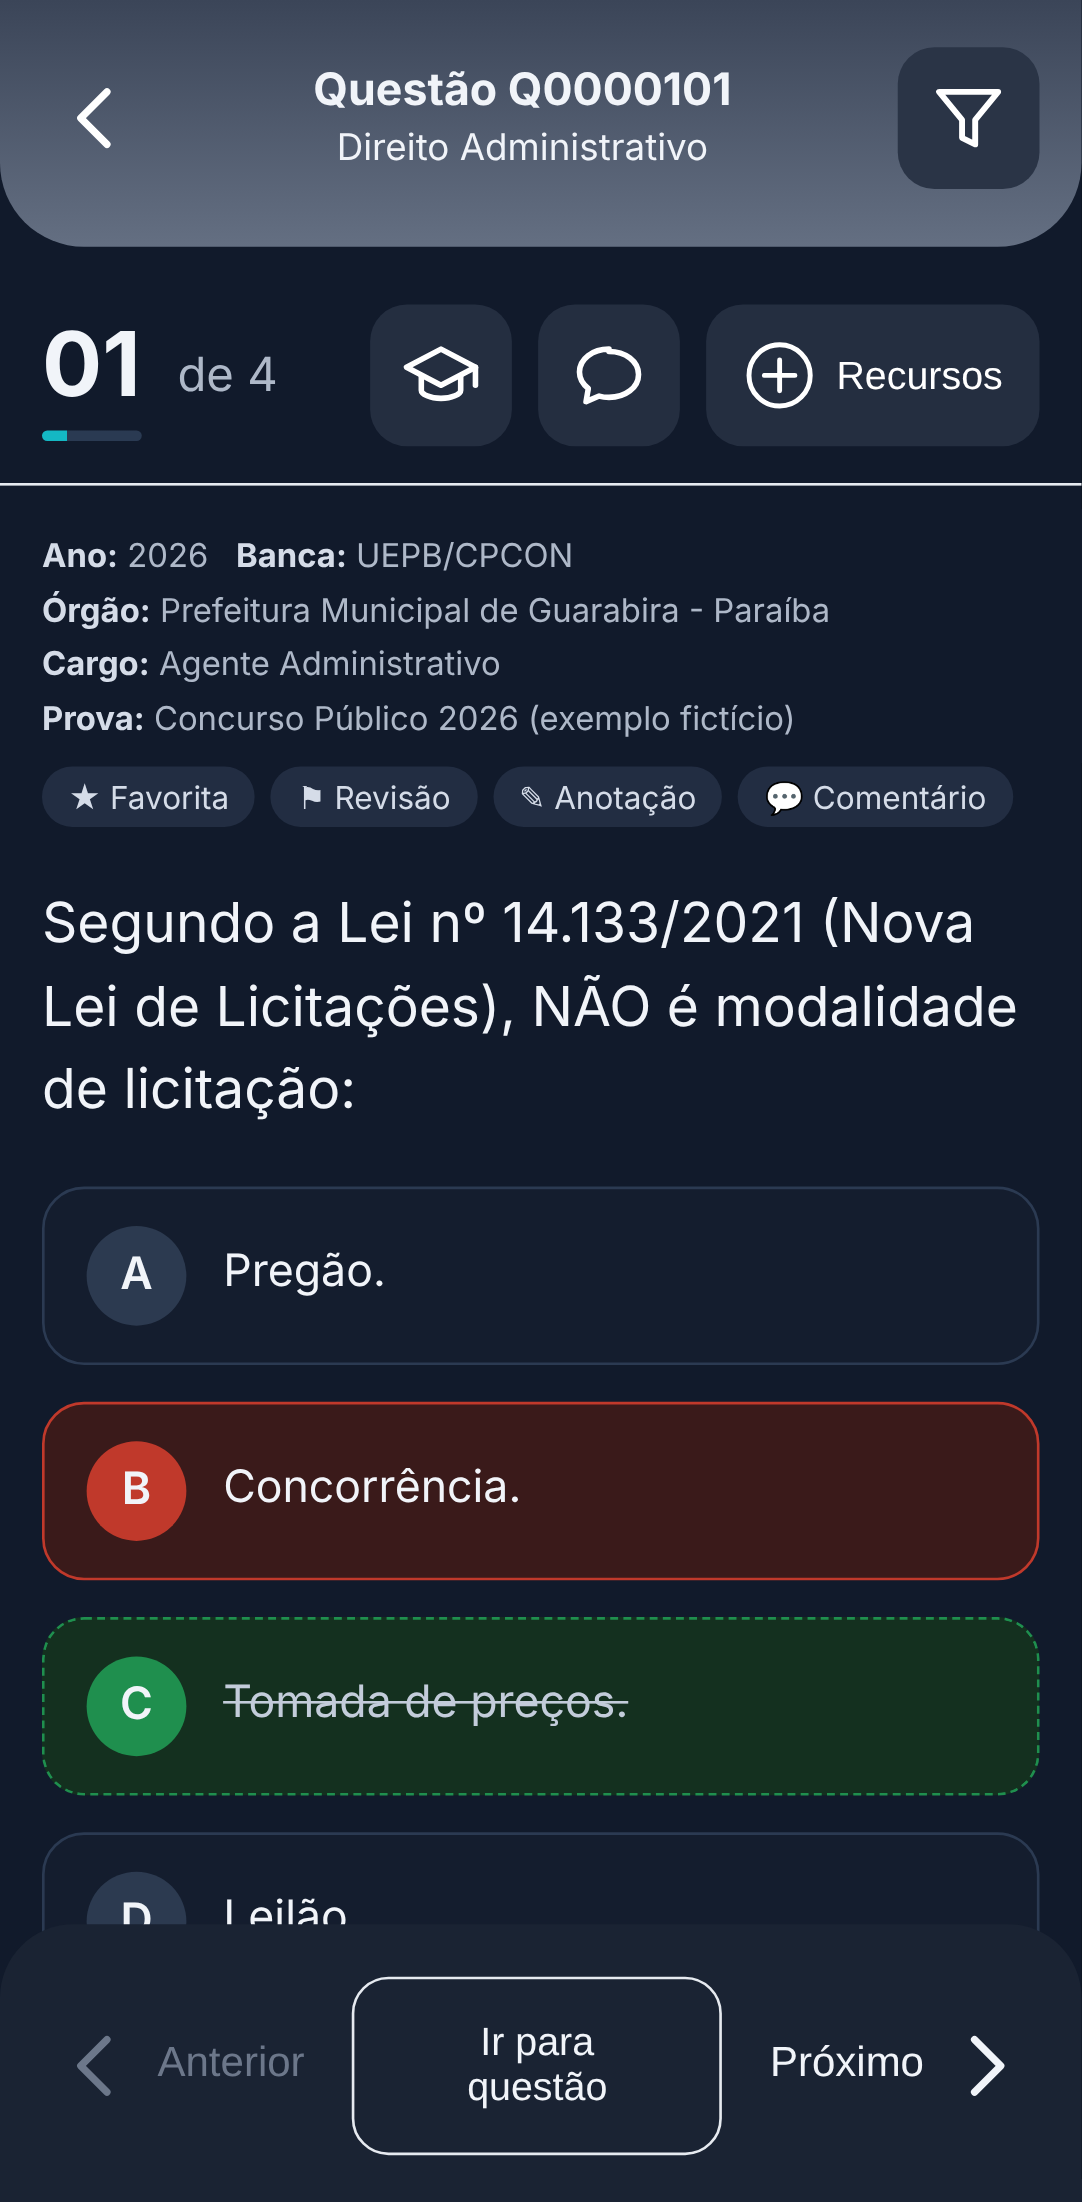 Questão Q0000101
Direito Administrativo
01 de 4
Recursos
Ano: 2026 Banca: UEPB/CPCON
Órgão: Prefeitura Municipal de Guarabira - Paraíba
Cargo: Agente Administrativo
Prova: Concurso Público 2026 (exemplo fictício)
★ Favorita ⚑ Revisão ✎ Anotação 💬 Comentário
Segundo a Lei nº 14.133/2021 (Nova
Lei de Licitações), NÃO é modalidade
de licitação:
A Pregão.
B Concorrência.
C Tomada de preços.
D Leilão
Anterior
Ir para
questão
Próximo